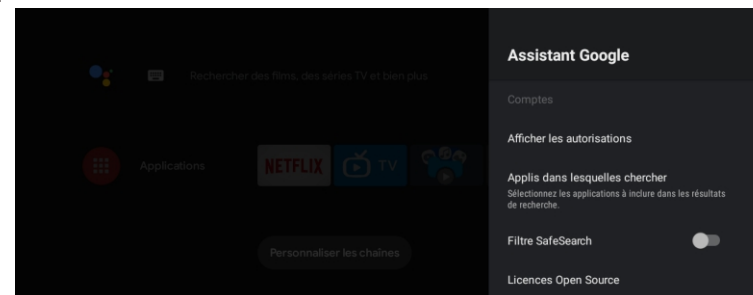 Assistant Google
Rechercher des films, des series TV et bien plus
Comptes
Afficher les autorisations
Applications
NETFLIX
TV
Applis dans lesquelles chercher
Sélectionnez les applications à inclure dans les résultats
de recherche.
Filtre SafeSearch
Personnaliser les chaînes
Licences Open Source